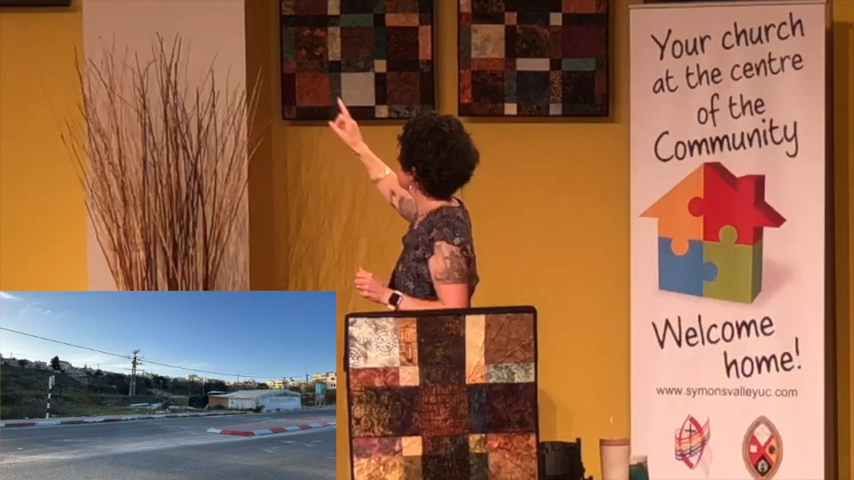 Your church
at the centre
of the
Community
Welcome
home!
www.symonsvalleyuc.com